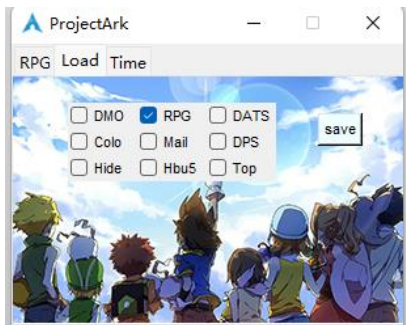 ProjectArk
RPG Load Time
DMO RPG DATS
save
Colo Mail DPS
Hide Hbu5 Top